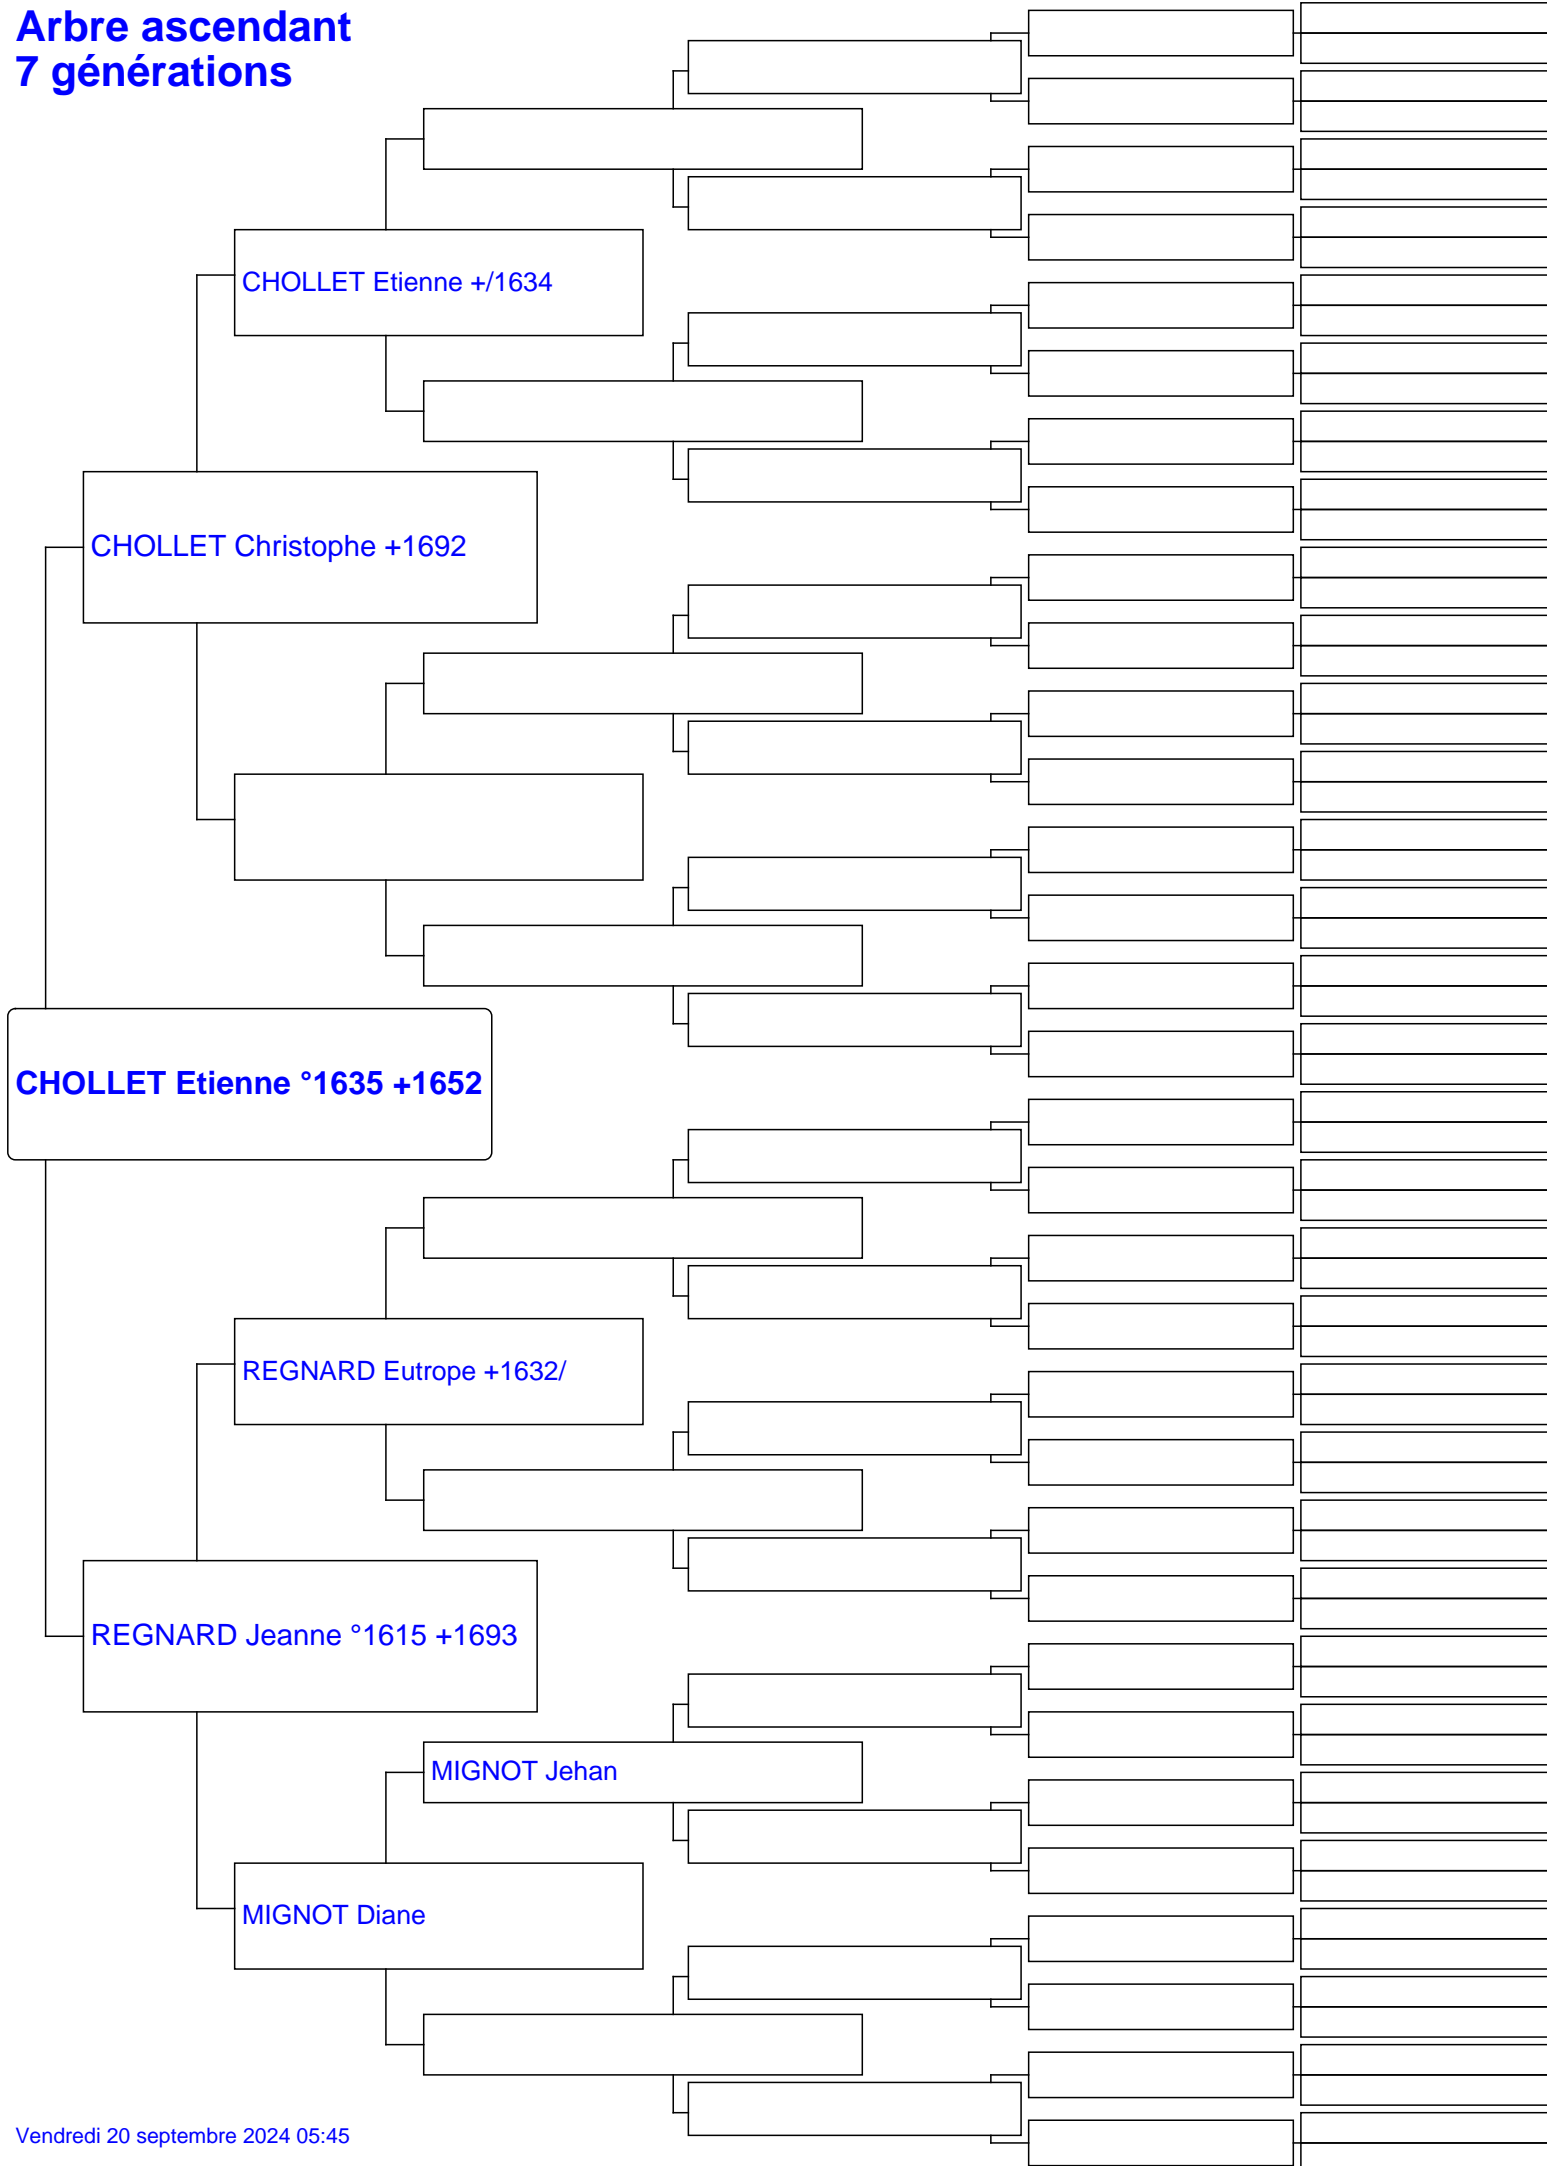 Arbre ascendant
7 générations
CHOLLET Etienne +/1634
CHOLLET Christophe +1692
CHOLLET Etienne °1635 +1652
REGNARD Eutrope +1632/
REGNARD Jeanne °1615 +1693
MIGNOT Jehan
MIGNOT Diane
Vendredi 20 septembre 2024 05:45